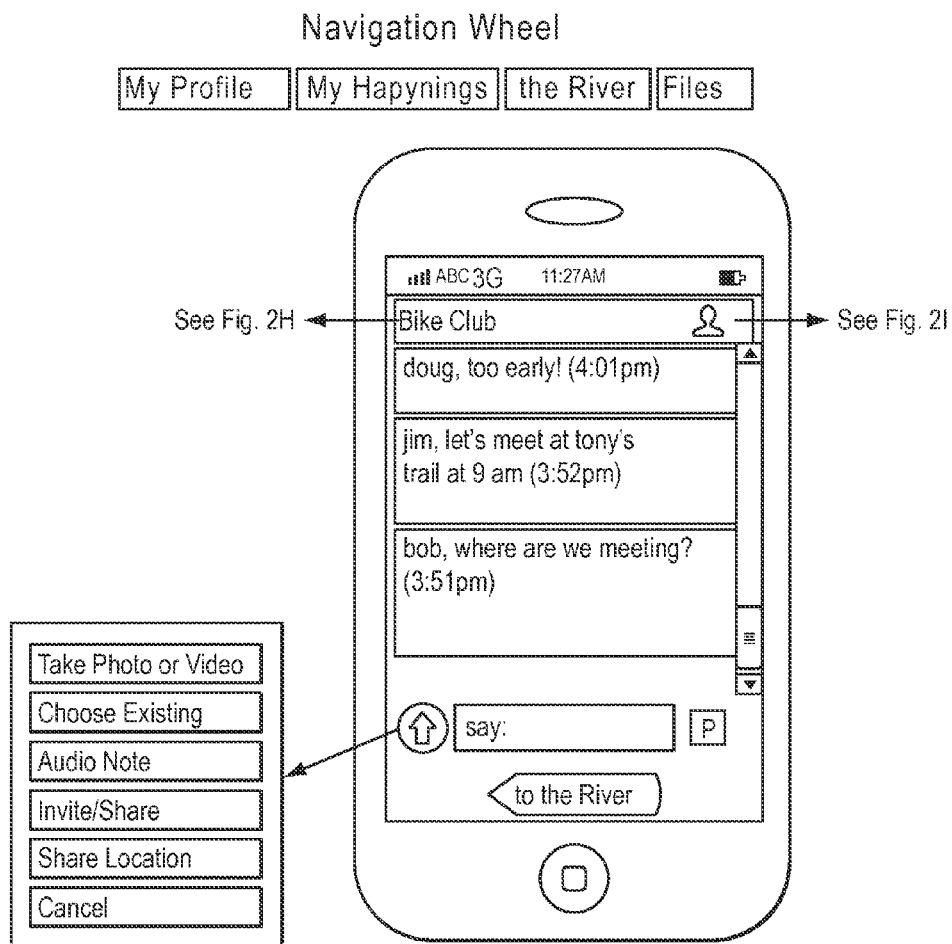 Navigation Wheel
My Profile
My Hapynings
the River
Files
ABC 3G 11:27AM
See Fig. 2H
Bike Club
See Fig. 2I
doug, too early! (4:01pm)
jim, let's meet at tony's
trail at 9 am (3:52pm)
bob, where are we meeting?
(3:51pm)
say:
P
to the River
Take Photo or Video
Choose Existing
Audio Note
Invite/Share
Share Location
Cancel